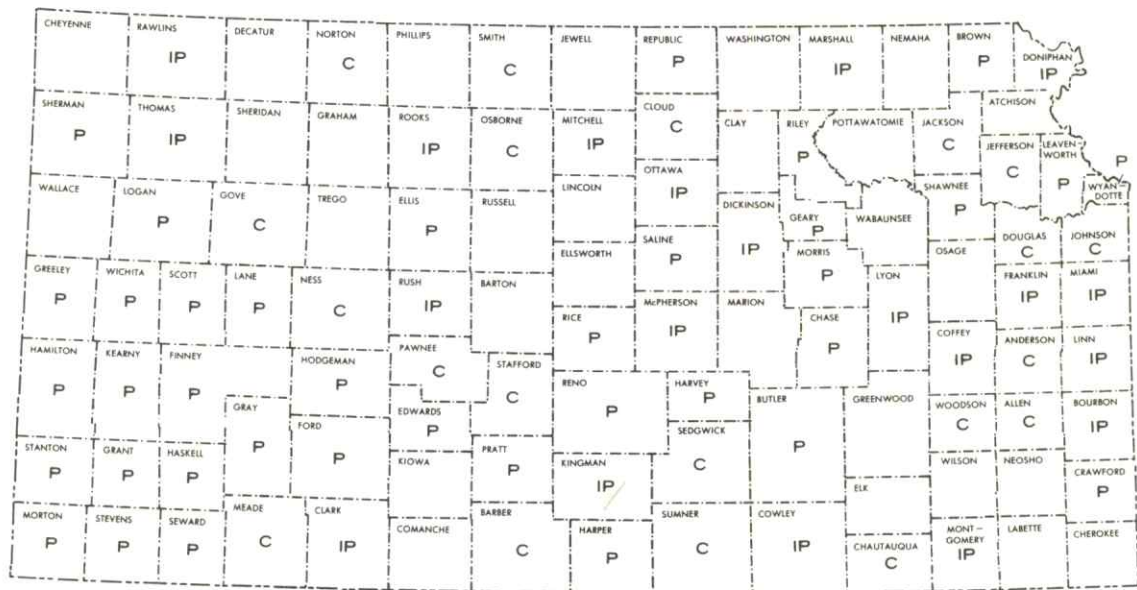 CHEYENNE
RAWLINS
IP
DECATUR
NORTON
C
PHILLIPS
SMITH
C
JEWELL
REPUBLIC
P
WASHINGTON
MARSHALL
IP
NEMAHA
BROWN
P
DONIPHAN
IP
SHERMAN
P
THOMAS
IP
SHERIDAN
GRAHAM
ROOKS
IP
OSBORNE
C
MITCHELL
IP
CLOUD
C
CLAY
RILEY
P
POTTAWATOMIE
JACKSON
C
ATCHISON
JEFFERSON
C
LEAVEN-
WORTH
P
P
WYAN-
DOTTE
WALLACE
LOGAN
P
GOVE
C
TREGO
ELLIS
P
RUSSELL
LINCOLN
OTTAWA
IP
DICKINSON
IP
GEARY
P
WABAUNSEE
SHAWNEE
P
DOUGLAS
C
JOHNSON
C
GREELEY
P
WICHITA
P
SCOTT
P
LANE
P
NESS
C
RUSH
IP
BARTON
ELLSWORTH
SALINE
P
MORRIS
P
LYON
IP
OSAGE
FRANKLIN
IP
MIAMI
IP
RICE
P
McPHERSON
IP
MARION
CHASE
P
COFFEY
IP
ANDERSON
C
LINN
IP
HAMILTON
P
KEARNY
P
FINNEY
P
HODGEMAN
P
PAWNEE
C
STAFFORD
C
RENO
P
HARVEY
P
BUTLER
P
GREENWOOD
WOODSON
C
ALLEN
C
BOURBON
IP
GRAY
P
FORD
P
EDWARDS
P
SEDGWICK
C
STANTON
P
GRANT
P
HASKELL
P
KIOWA
PRATT
P
KINGMAN
IP
WILSON
NEOSHO
CRAWFORD
P
ELK
MORTON
P
STEVENS
P
SEWARD
P
MEADE
C
CLARK
IP
COMANCHE
BARBER
C
HARPER
P
SUMNER
C
COWLEY
IP
CHAUTAUQUA
C
MONT-
GOMERY
IP
LABETTE
CHEROKEE